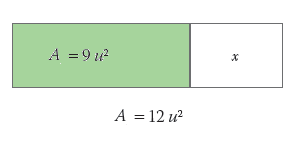 A = 9 u² x
A = 12 u²